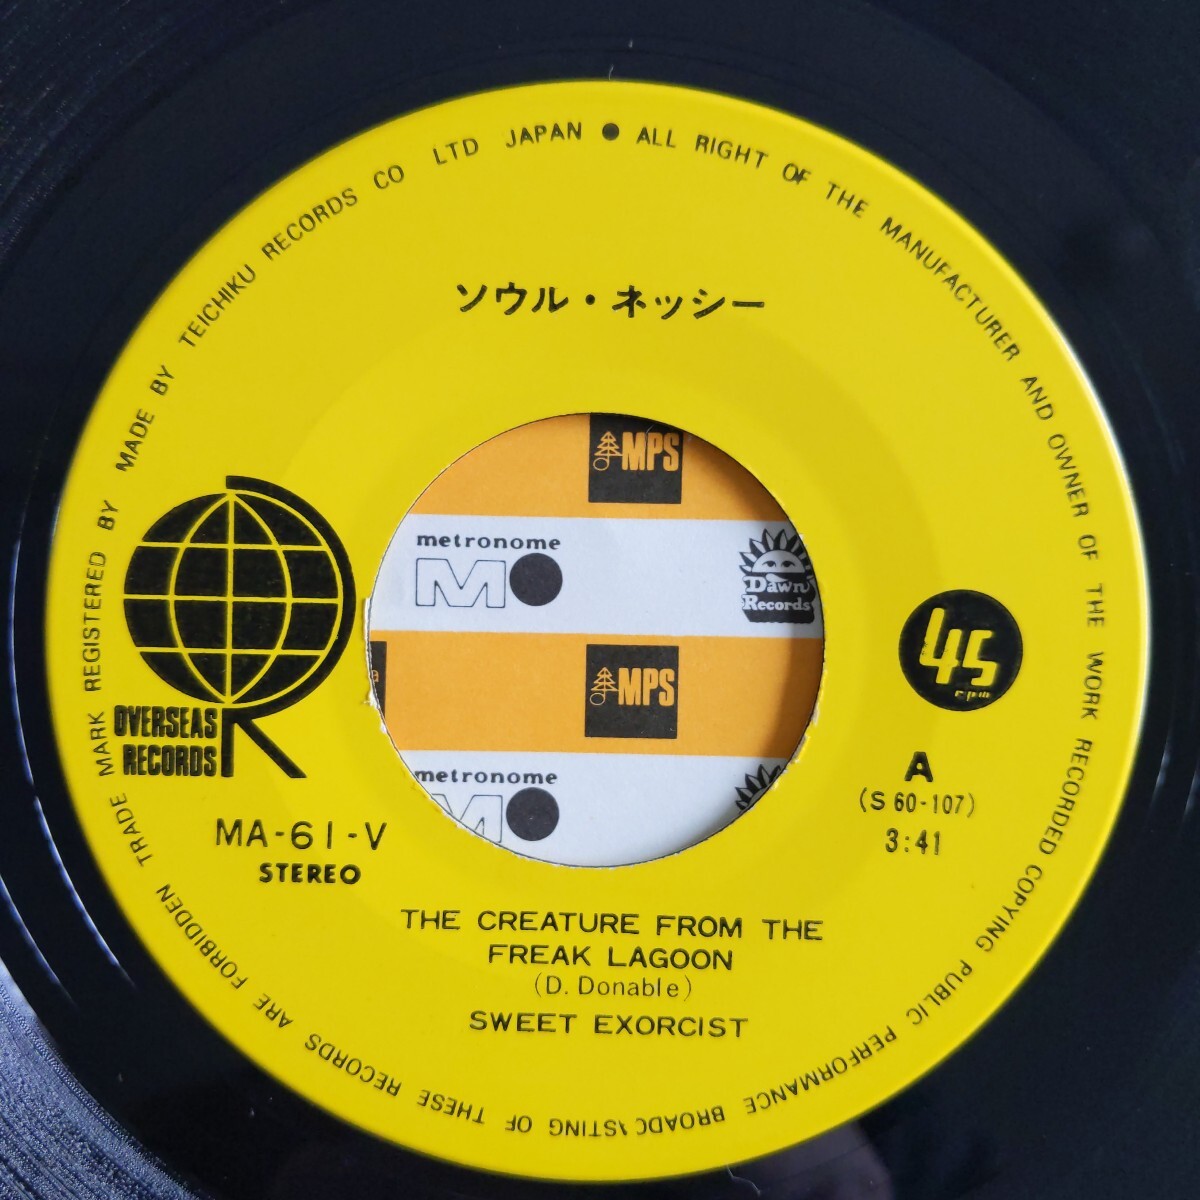 TRADE MARK REGISTERED BY MADE BY TEICHIKU RECORDS CO LTD JAPAN ● ALL RIGHT OF THE MANUFACTURER AND OWNER OF THE WORK RECORDED COPYING PUBLIC PERFORMANCE BROADCASTING OF THESE RECORDS ARE FORBIDDEN
ソウル・ネッシー
MPS
metronome
M
Dawn
Records
MPS
metronome
M
OVERSEAS
RECORDS
R
45
r·p·m
A
(S 60-107)
3:41
MA-61-V
STEREO
THE CREATURE FROM THE
FREAK LAGOON
(D. Donable)
SWEET EXORCIST